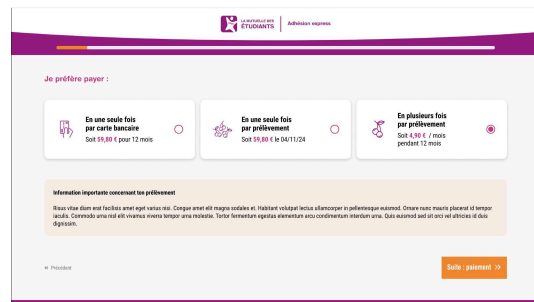 LA MUTUELLE DES
ÉTUDIANTS
Adhésion express
Je préfère payer :
En une seule fois
par carte bancaire
Soit 59,80 € pour 12 mois
En une seule fois
par prélèvement
Soit 59,80 € le 04/11/24
En plusieurs fois
par prélèvement
Soit 4,90 € / mois
pendant 12 mois
Information importante concernant ton prélèvement
Risus vitae diam erat facilisis amet eget varius nisi. Congue amet elit magna sodales et. Habitant volutpat lectus ullamcorper in pellentesque euismod. Ornare nunc mauris placerat id tempor
iaculis. Commodo urna nisl elit vivamus viverra tempor urna molestie. Tortor fermentum egestas elementum arcu condimentum interdum urna. Quis euismod sed sit orci vel ultricies id duis
dignissim.
« Précédent
Suite : paiement »